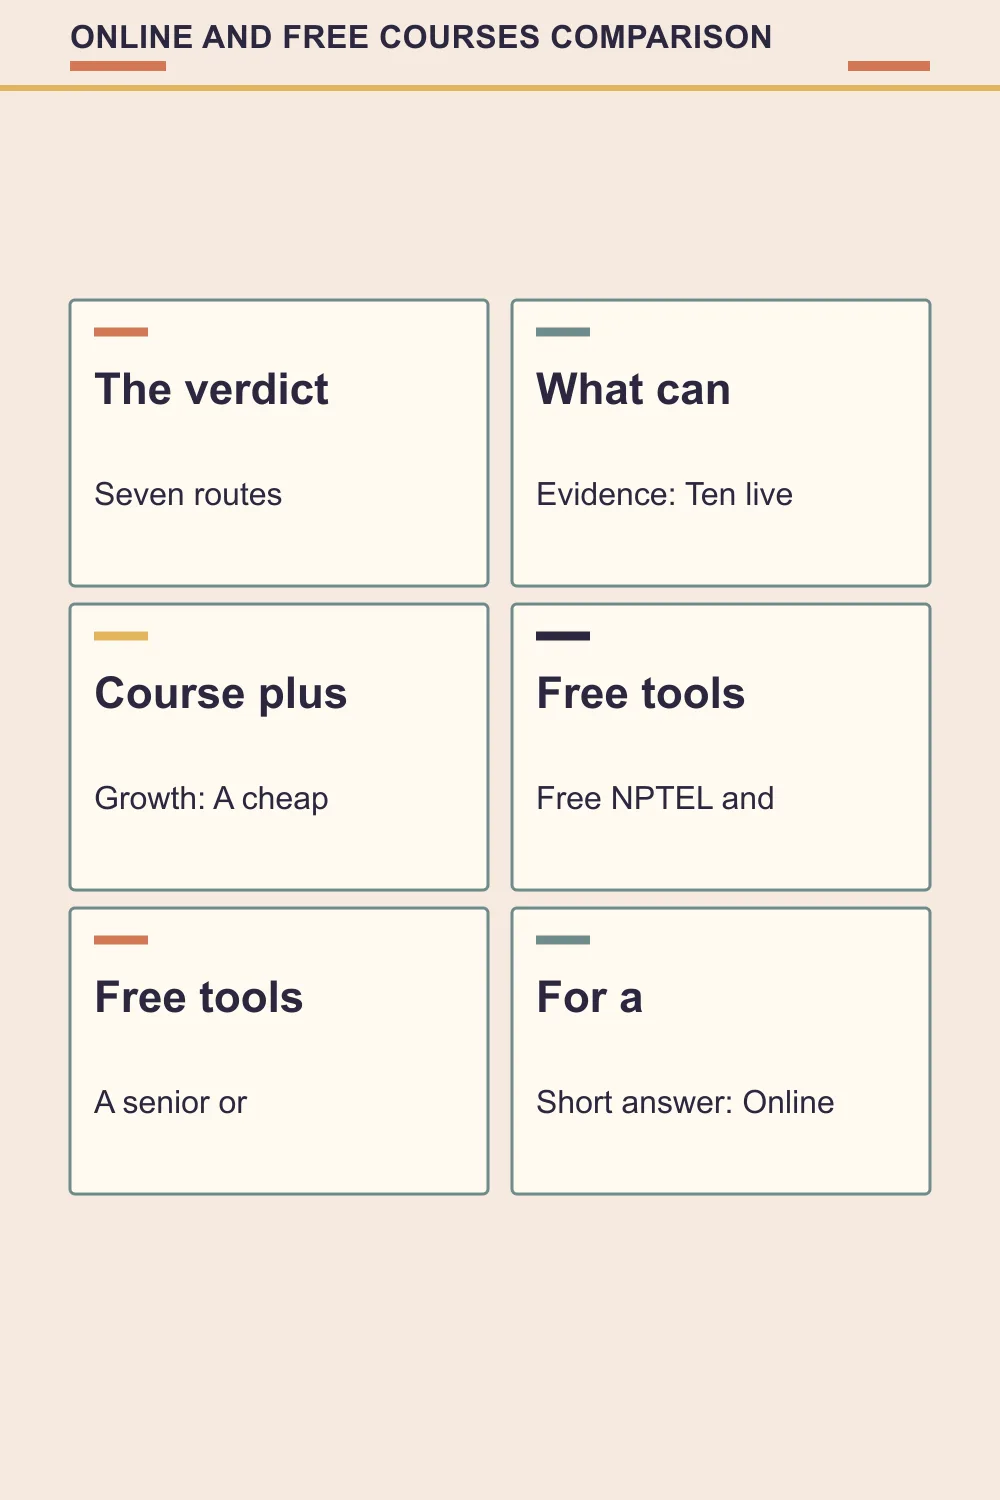 ONLINE AND FREE COURSES COMPARISON
The verdict
Seven routes
What can
Evidence: Ten live
Course plus
Growth: A cheap
Free tools
Free NPTEL and
Free tools
A senior or
For a
Short answer: Online